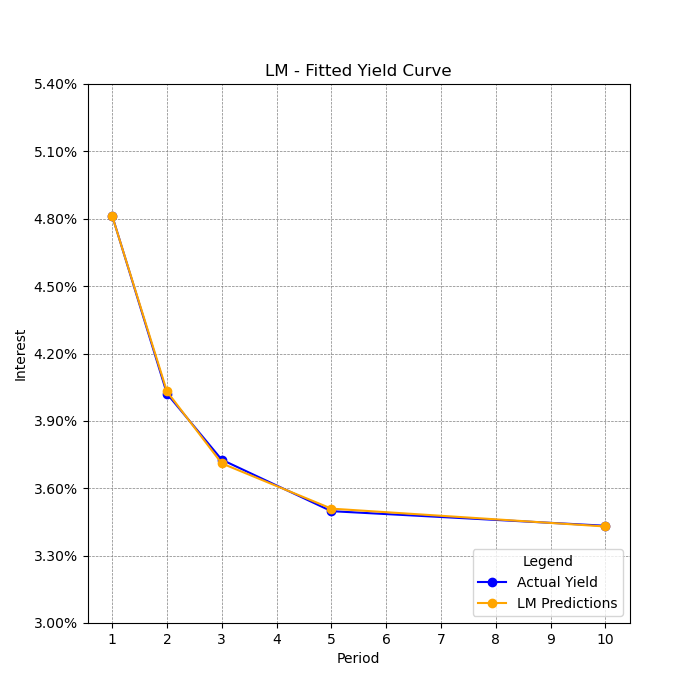 LM - Fitted Yield Curve
5.40%
5.10%
4.80%
4.50%
4.20%
3.90%
3.60%
3.30%
3.00%
Interest
1 2 3 4 5 6 7 8 9 10
Period
Legend
Actual Yield
LM Predictions